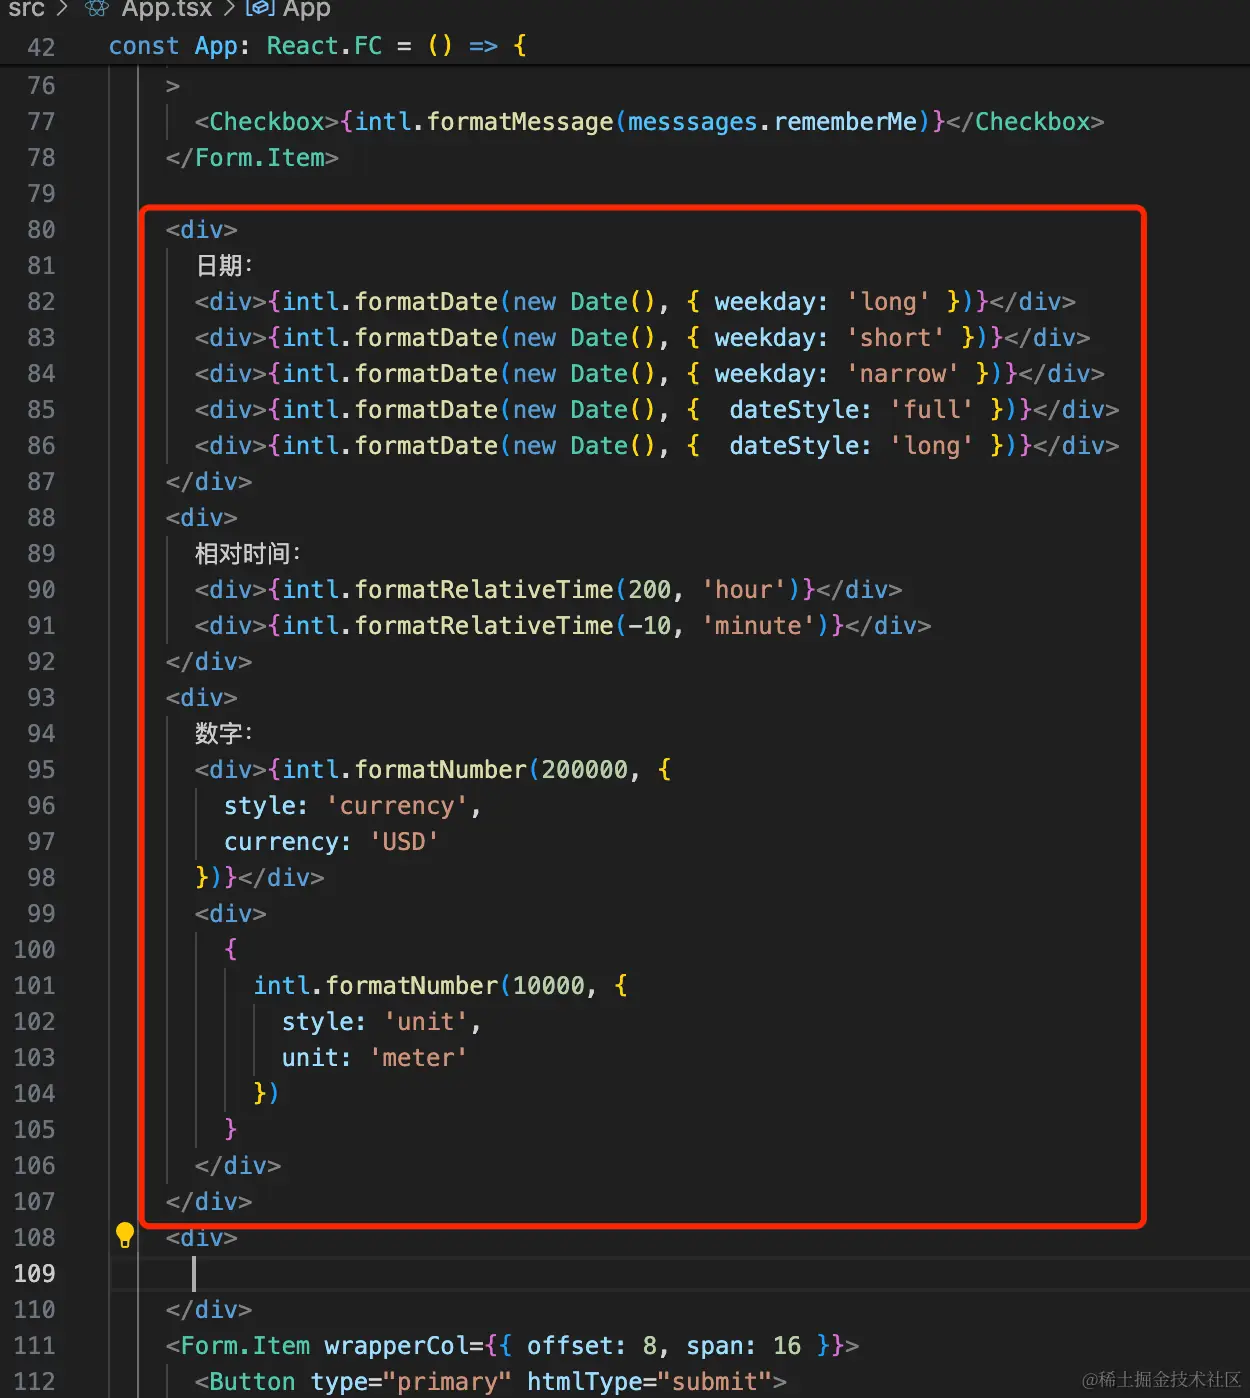 src > App.tsx > App
42 const App: React.FC = () => {
76 >
77 <Checkbox>{intl.formatMessage(messsages.rememberMe)}</Checkbox>
78 </Form.Item>
79
80 <div>
81 日期:
82 <div>{intl.formatDate(new Date(), { weekday: 'long' })}</div>
83 <div>{intl.formatDate(new Date(), { weekday: 'short' })}</div>
84 <div>{intl.formatDate(new Date(), { weekday: 'narrow' })}</div>
85 <div>{intl.formatDate(new Date(), {  dateStyle: 'full' })}</div>
86 <div>{intl.formatDate(new Date(), {  dateStyle: 'long' })}</div>
87 </div>
88 <div>
89 相对时间:
90 <div>{intl.formatRelativeTime(200, 'hour')}</div>
91 <div>{intl.formatRelativeTime(-10, 'minute')}</div>
92 </div>
93 <div>
94 数字:
95 <div>{intl.formatNumber(200000, {
96 style: 'currency',
97 currency: 'USD'
98 })}</div>
99 <div>
100 {
101 intl.formatNumber(10000, {
102 style: 'unit',
103 unit: 'meter'
104 })
105 }
106 </div>
107 </div>
108 <div>
109
110 </div>
111 <Form.Item wrapperCol={{ offset: 8, span: 16 }}>
112 <Button type="primary" htmlType="submit">
@稀土掘金技术社区